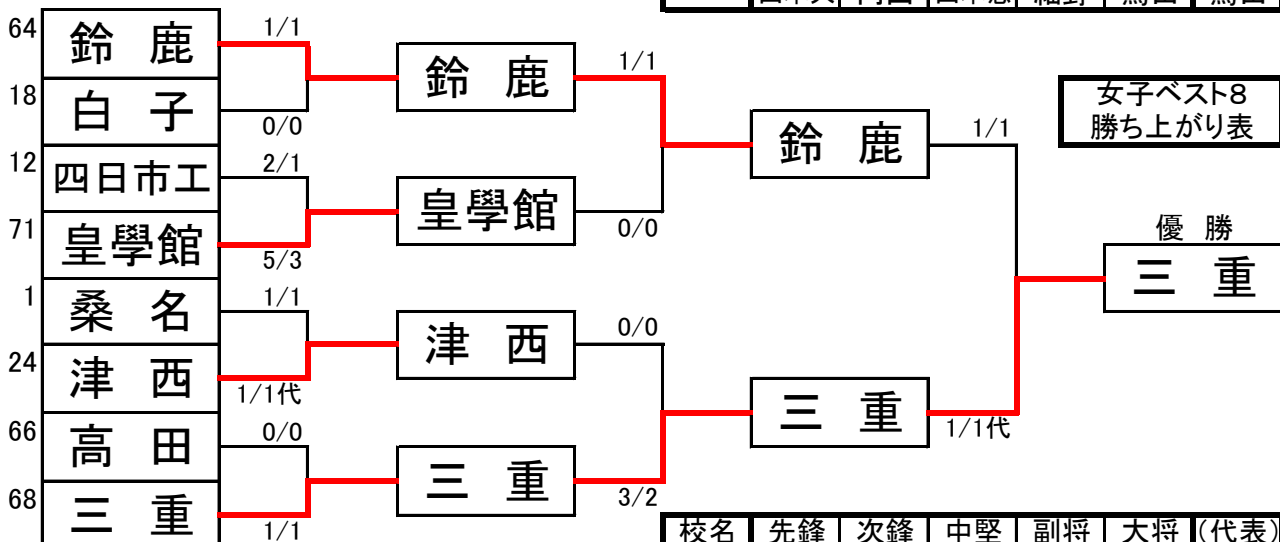 64
鈴 鹿
1/1
18
白 子
0/0
12
四日市工
2/1
71
皇學館
5/3
1
桑 名
1/1
24
津 西
1/1代
66
高 田
0/0
68
三 重
1/1
鈴 鹿
1/1
皇學館
0/0
津 西
0/0
三 重
3/2
鈴 鹿
1/1
三 重
1/1代
女子ベスト8
勝ち上がり表
優 勝
三 重
校名 先鋒 次鋒 中堅 副将 大将 (代表)